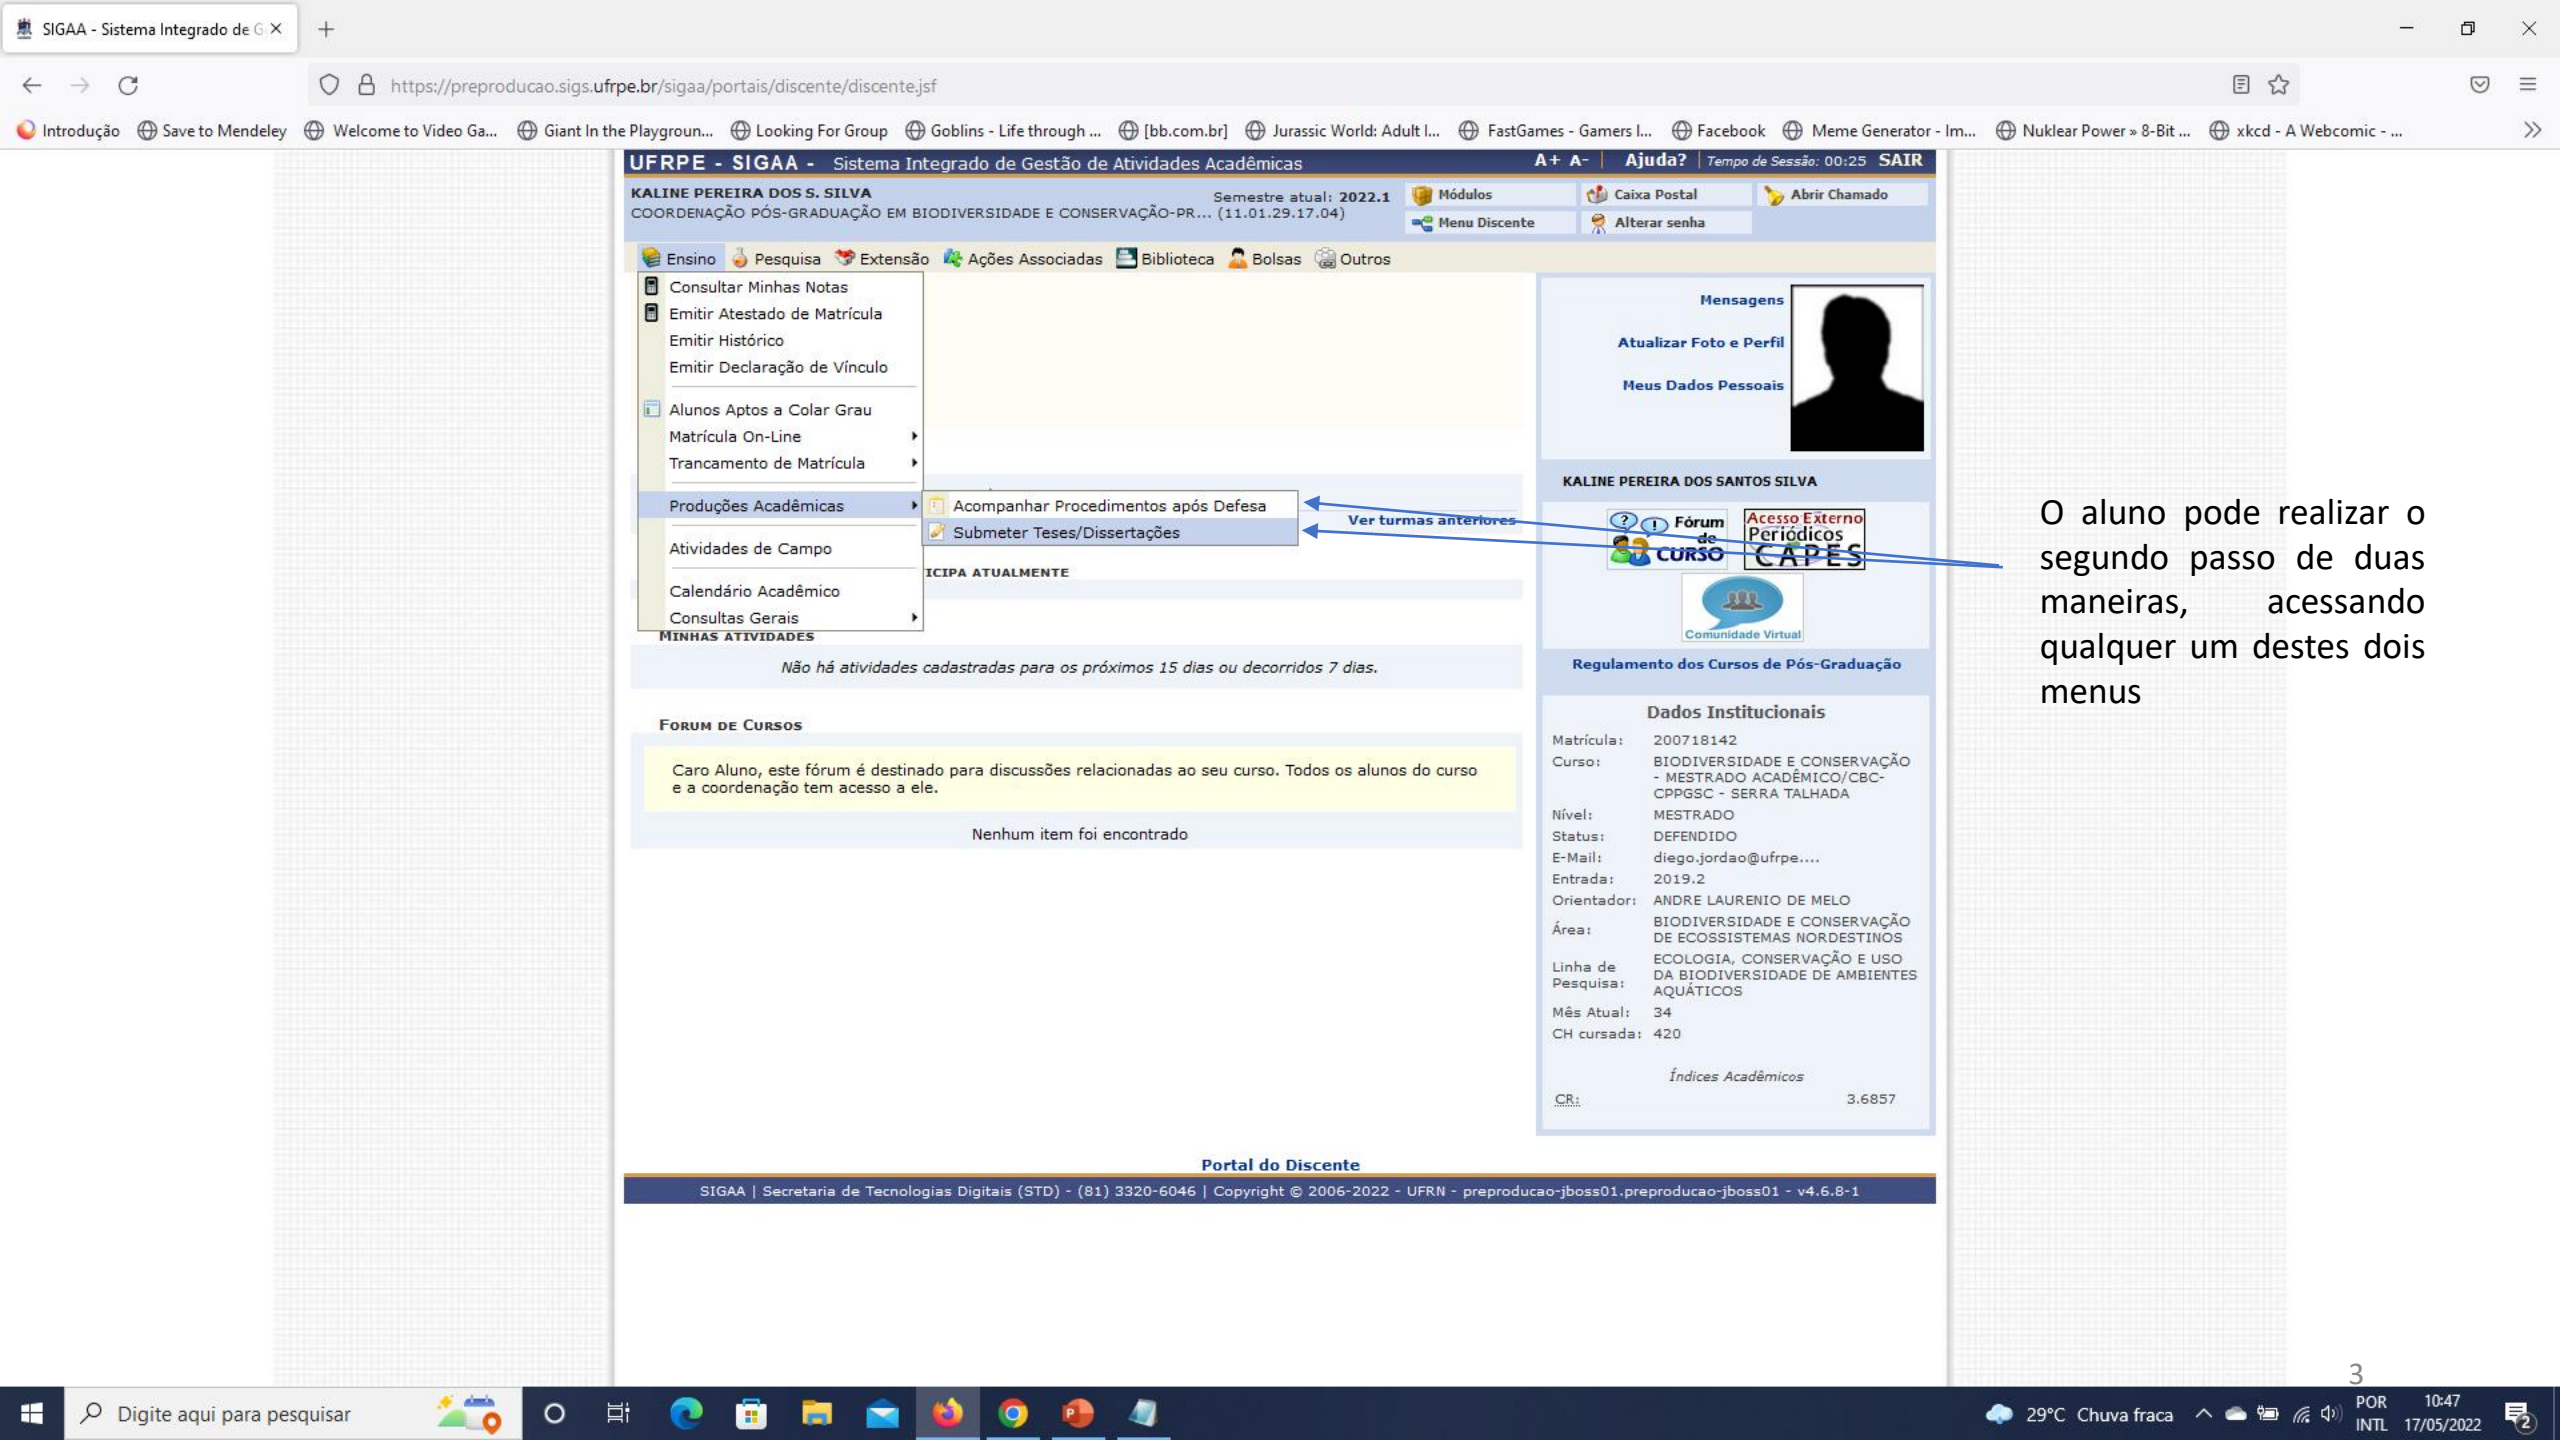 SIGAA - Sistema Integrado de G
https://preproducao.sigs.ufrpe.br/sigaa/portais/discente/discente.jsf
Introdução Save to Mendeley Welcome to Video Ga... Giant In the Playgroun... Looking For Group Goblins - Life through ... [bb.com.br] Jurassic World: Adult I... FastGames - Gamers I... Facebook Meme Generator - Im... Nuklear Power » 8-Bit ... xkcd - A Webcomic - ...
UFRPE - SIGAA - Sistema Integrado de Gestão de Atividades Acadêmicas A+ A- | Ajuda? | Tempo de Sessão: 00:25 SAIR
KALINE PEREIRA DOS S. SILVA
Semestre atual: 2022.1
COORDENAÇÃO PÓS-GRADUAÇÃO EM BIODIVERSIDADE E CONSERVAÇÃO-PR... (11.01.29.17.04)
Módulos Caixa Postal Abrir Chamado
Menu Discente Alterar senha
Ensino Pesquisa Extensão Ações Associadas Biblioteca Bolsas Outros
Consultar Minhas Notas
Emitir Atestado de Matrícula
Emitir Histórico
Emitir Declaração de Vínculo
Alunos Aptos a Colar Grau
Matrícula On-Line
Trancamento de Matrícula
Produções Acadêmicas
Acompanhar Procedimentos após Defesa
Submeter Teses/Dissertações
Atividades de Campo
Calendário Acadêmico
Consultas Gerais
Ver turmas anteriores
ICIPA ATUALMENTE
MINHAS ATIVIDADES
Não há atividades cadastradas para os próximos 15 dias ou decorridos 7 dias.
FORUM DE CURSOS
Caro Aluno, este fórum é destinado para discussões relacionadas ao seu curso. Todos os alunos do curso
e a coordenação tem acesso a ele.
Nenhum item foi encontrado
Mensagens
Atualizar Foto e Perfil
Meus Dados Pessoais
KALINE PEREIRA DOS SANTOS SILVA
Fórum
de
CURSO
Acesso Externo
Periódicos
CAPES
Comunidade Virtual
Regulamento dos Cursos de Pós-Graduação
Dados Institucionais
Matrícula: 200718142
Curso: BIODIVERSIDADE E CONSERVAÇÃO
- MESTRADO ACADÊMICO/CBC-
CPPGSC - SERRA TALHADA
Nível: MESTRADO
Status: DEFENDIDO
E-Mail: diego.jordao@ufrpe....
Entrada: 2019.2
Orientador: ANDRE LAURENIO DE MELO
Área: BIODIVERSIDADE E CONSERVAÇÃO
DE ECOSSISTEMAS NORDESTINOS
Linha de Pesquisa: ECOLOGIA, CONSERVAÇÃO E USO
DA BIODIVERSIDADE DE AMBIENTES
AQUÁTICOS
Mês Atual: 34
CH cursada: 420
Índices Acadêmicos
CR: 3.6857
O aluno pode realizar o
segundo passo de duas
maneiras, acessando
qualquer um destes dois
menus
Portal do Discente
SIGAA | Secretaria de Tecnologias Digitais (STD) - (81) 3320-6046 | Copyright © 2006-2022 - UFRN - preproducao-jboss01.preproducao-jboss01 - v4.6.8-1
3
Digite aqui para pesquisar
29°C Chuva fraca
POR 10:47
INTL 17/05/2022
2